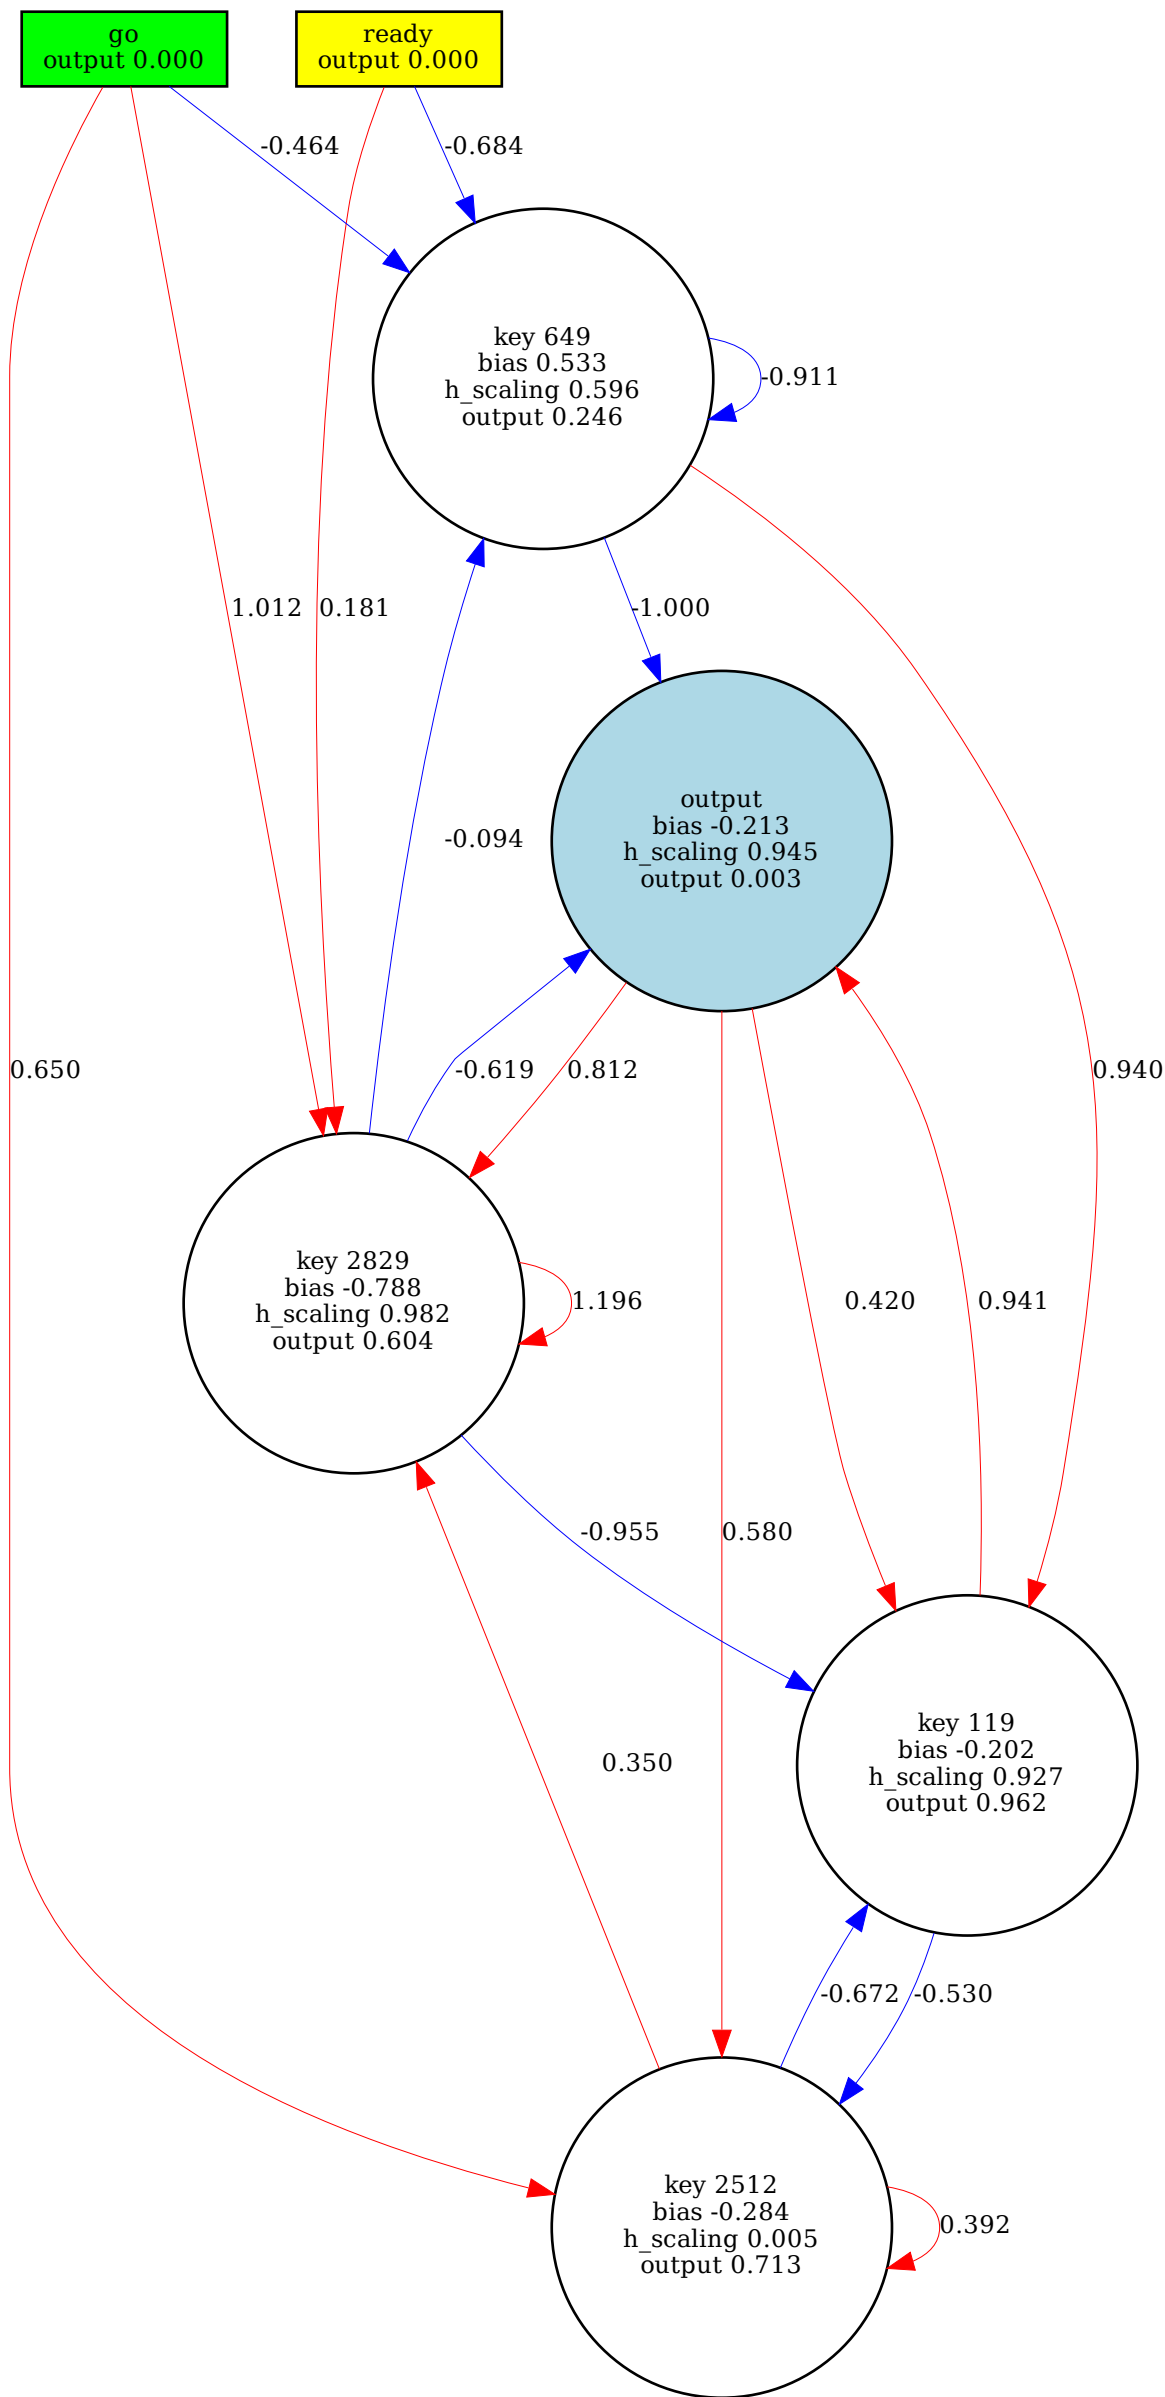 go
output 0.000
ready
output 0.000
-0.464
-0.684
key 649
bias 0.533
h_scaling 0.596
output 0.246
-0.911
1.012
0.181
-1.000
output
bias -0.213
h_scaling 0.945
output 0.003
-0.094
0.650
-0.619
0.812
0.940
key 2829
bias -0.788
h_scaling 0.982
output 0.604
1.196
0.420
0.941
-0.955
0.580
key 119
bias -0.202
h_scaling 0.927
output 0.962
0.350
-0.672
-0.530
key 2512
bias -0.284
h_scaling 0.005
output 0.713
0.392